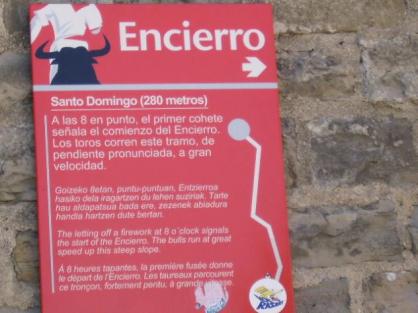 Encierro
Santo Domingo (280 metros)
A las 8 en punto, el primer cohete
señala el comienzo del Encierro.
Los toros corren este tramo, de
pendiente pronunciada, a gran
velocidad.
Goizeko 8etan, puntu-puntuan, Entzierroa
hasiko dela iragartzen du lehen suziriak. Tarte
hau aldapatsua bada ere, zezenek abiadura
handia hartzen dute bertan.
The letting off a firework at 8 o´clock signals
the start of the Encierro. The bulls run at great
speed up this steep slope.
Á 8 heures tapantes, la première fusée donne
le départ de l'Encierro. Les taureaux parcourent
ce tronçon, fortement pentu, à grande